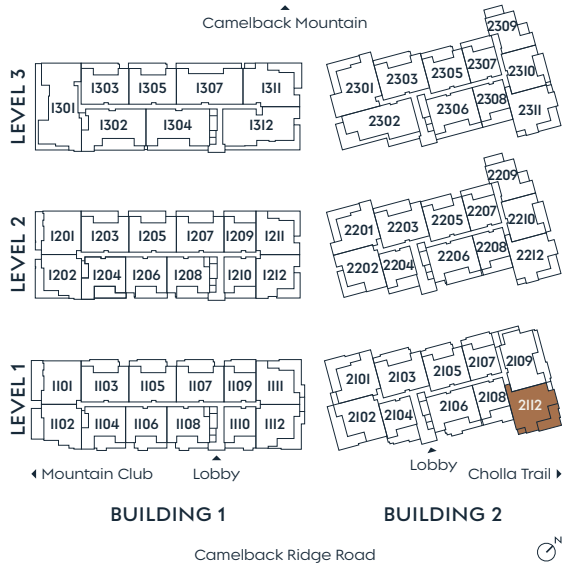 Camelback Mountain
LEVEL 3
1301 1303 1305 1307 1311
1302 1304 1312
2301 2303 2305 2307 2309 2310
2302 2306 2308 2311
LEVEL 2
1201 1203 1205 1207 1209 1211
1202 1204 1206 1208 1210 1212
2201 2203 2205 2207 2209 2210
2202 2204 2206 2208 2212
LEVEL 1
1101 1103 1105 1107 1109 1111
1102 1104 1106 1108 1110 1112
2101 2103 2105 2107 2109
2102 2104 2106 2108 2112
Mountain Club Lobby
Lobby Cholla Trail
BUILDING 1 BUILDING 2
Camelback Ridge Road
N